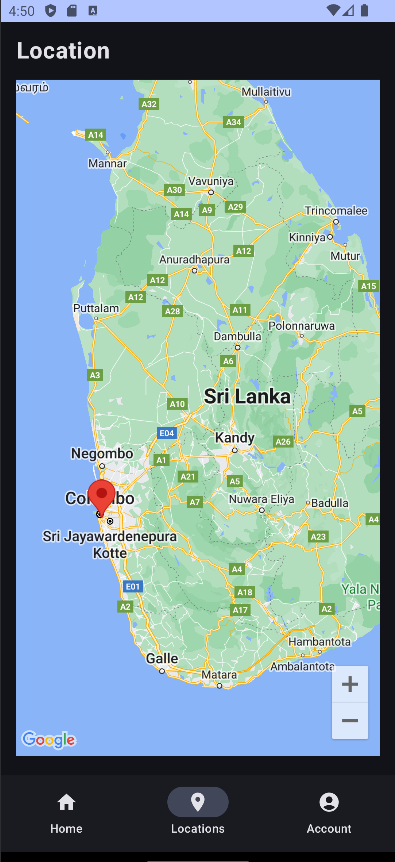 4:50
Location
Mullaitivu
A32
A34
A14
Mannar
Vavuniya
A30
A14
A9
A29
Trincomalee
Kinniya
Mutur
A12
Anuradhapura
A12
A15
A12
Puttalam
A28
A11
Polonnaruwa
Dambulla
A6
A3
Sri Lanka
A10
A5
E04
Kandy
A26
Negombo
A1
A21
A5
A7
Nuwara Eliya
Badulla
A4
Sri Jayawardenepura
Kotte
A23
A4
E01
A18
A2
A17
A2
Hambantota
Galle
Ambalantota
Matara
+
−
Google
Home
Locations
Account